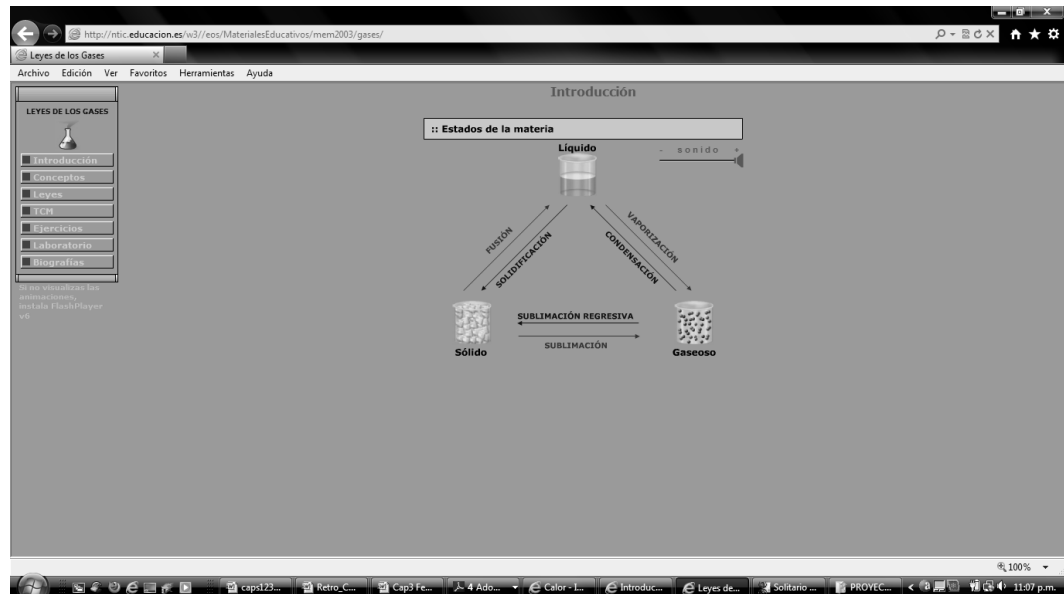 http://ntic.educacion.es/w3//eos/MaterialesEducativos/mem2003/gases/
Leyes de los Gases
Archivo Edición Ver Favoritos Herramientas Ayuda
LEYES DE LOS GASES
Introducción
Conceptos
Leyes
TCM
Ejercicios
Laboratorio
Biografías
Si no visualizas las
animaciones,
instala FlashPlayer
v6
Introducción
:: Estados de la materia
Líquido
- sonido +
FUSIÓN
SOLIDIFICACIÓN
VAPORIZACIÓN
CONDENSACIÓN
SUBLIMACIÓN REGRESIVA
SUBLIMACIÓN
Sólido
Gaseoso
100%
caps123... Retro_C... Cap3 Fe... 4 Ado... Calor - I... Introduc... Leyes de... Solitario ... PROYEC... 11:07 p.m.